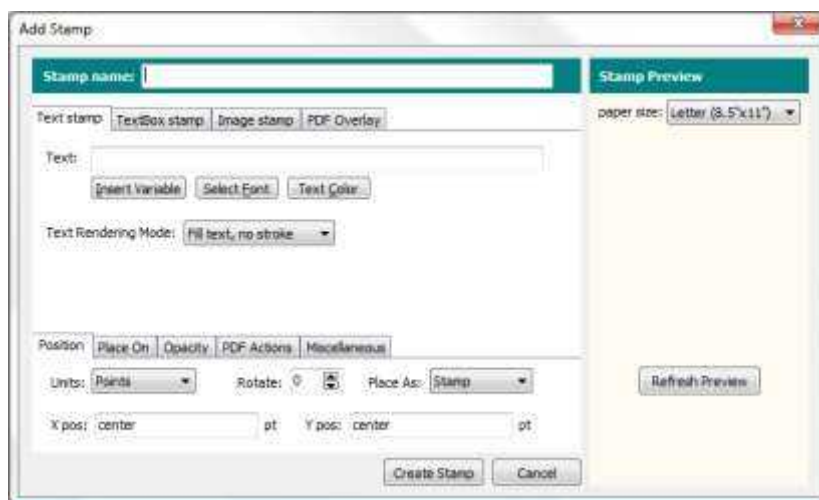 Add Stamp
Stamp name:
Stamp Preview
Text stamp TextBox stamp Image stamp PDF Overlay
paper size: Letter (8.5"x11")
Text:
Insert Variable Select Font Text Color
Text Rendering Mode: Fill text, no stroke
Position Place On Opacity PDF Actions Miscellaneous
Units: Points Rotate: 0 Place As: Stamp
Refresh Preview
X pos: center pt Y pos: center pt
Create Stamp Cancel